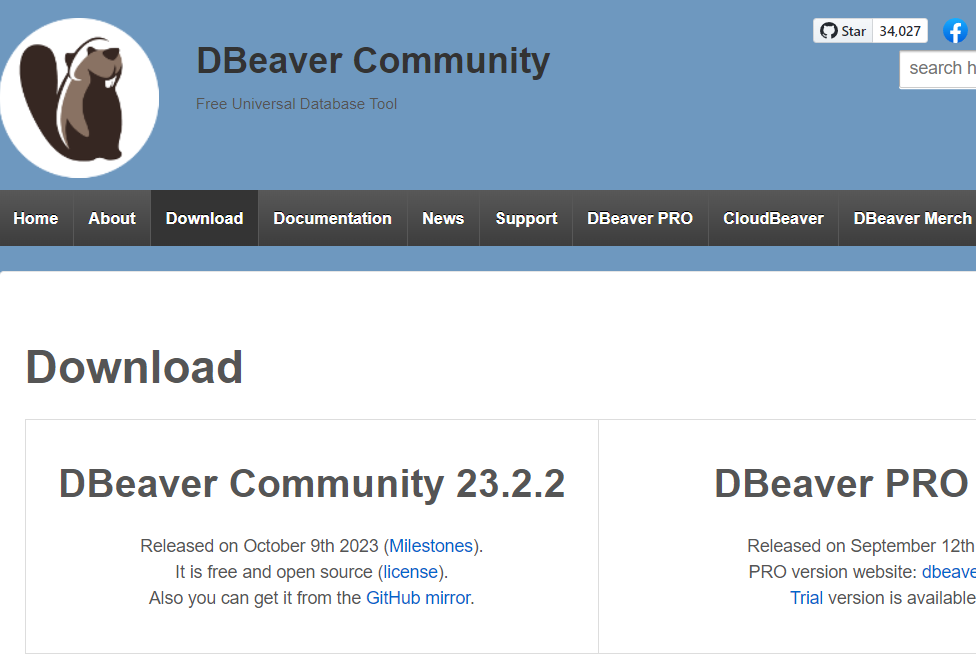 Star 34,027
search h
DBeaver Community
Free Universal Database Tool
Home About Download Documentation News Support DBeaver PRO CloudBeaver DBeaver Merch
Download
DBeaver Community 23.2.2
Released on October 9th 2023 (Milestones).
It is free and open source (license).
Also you can get it from the GitHub mirror.
DBeaver PRO
Released on September 12th
PRO version website: dbeave
Trial version is available